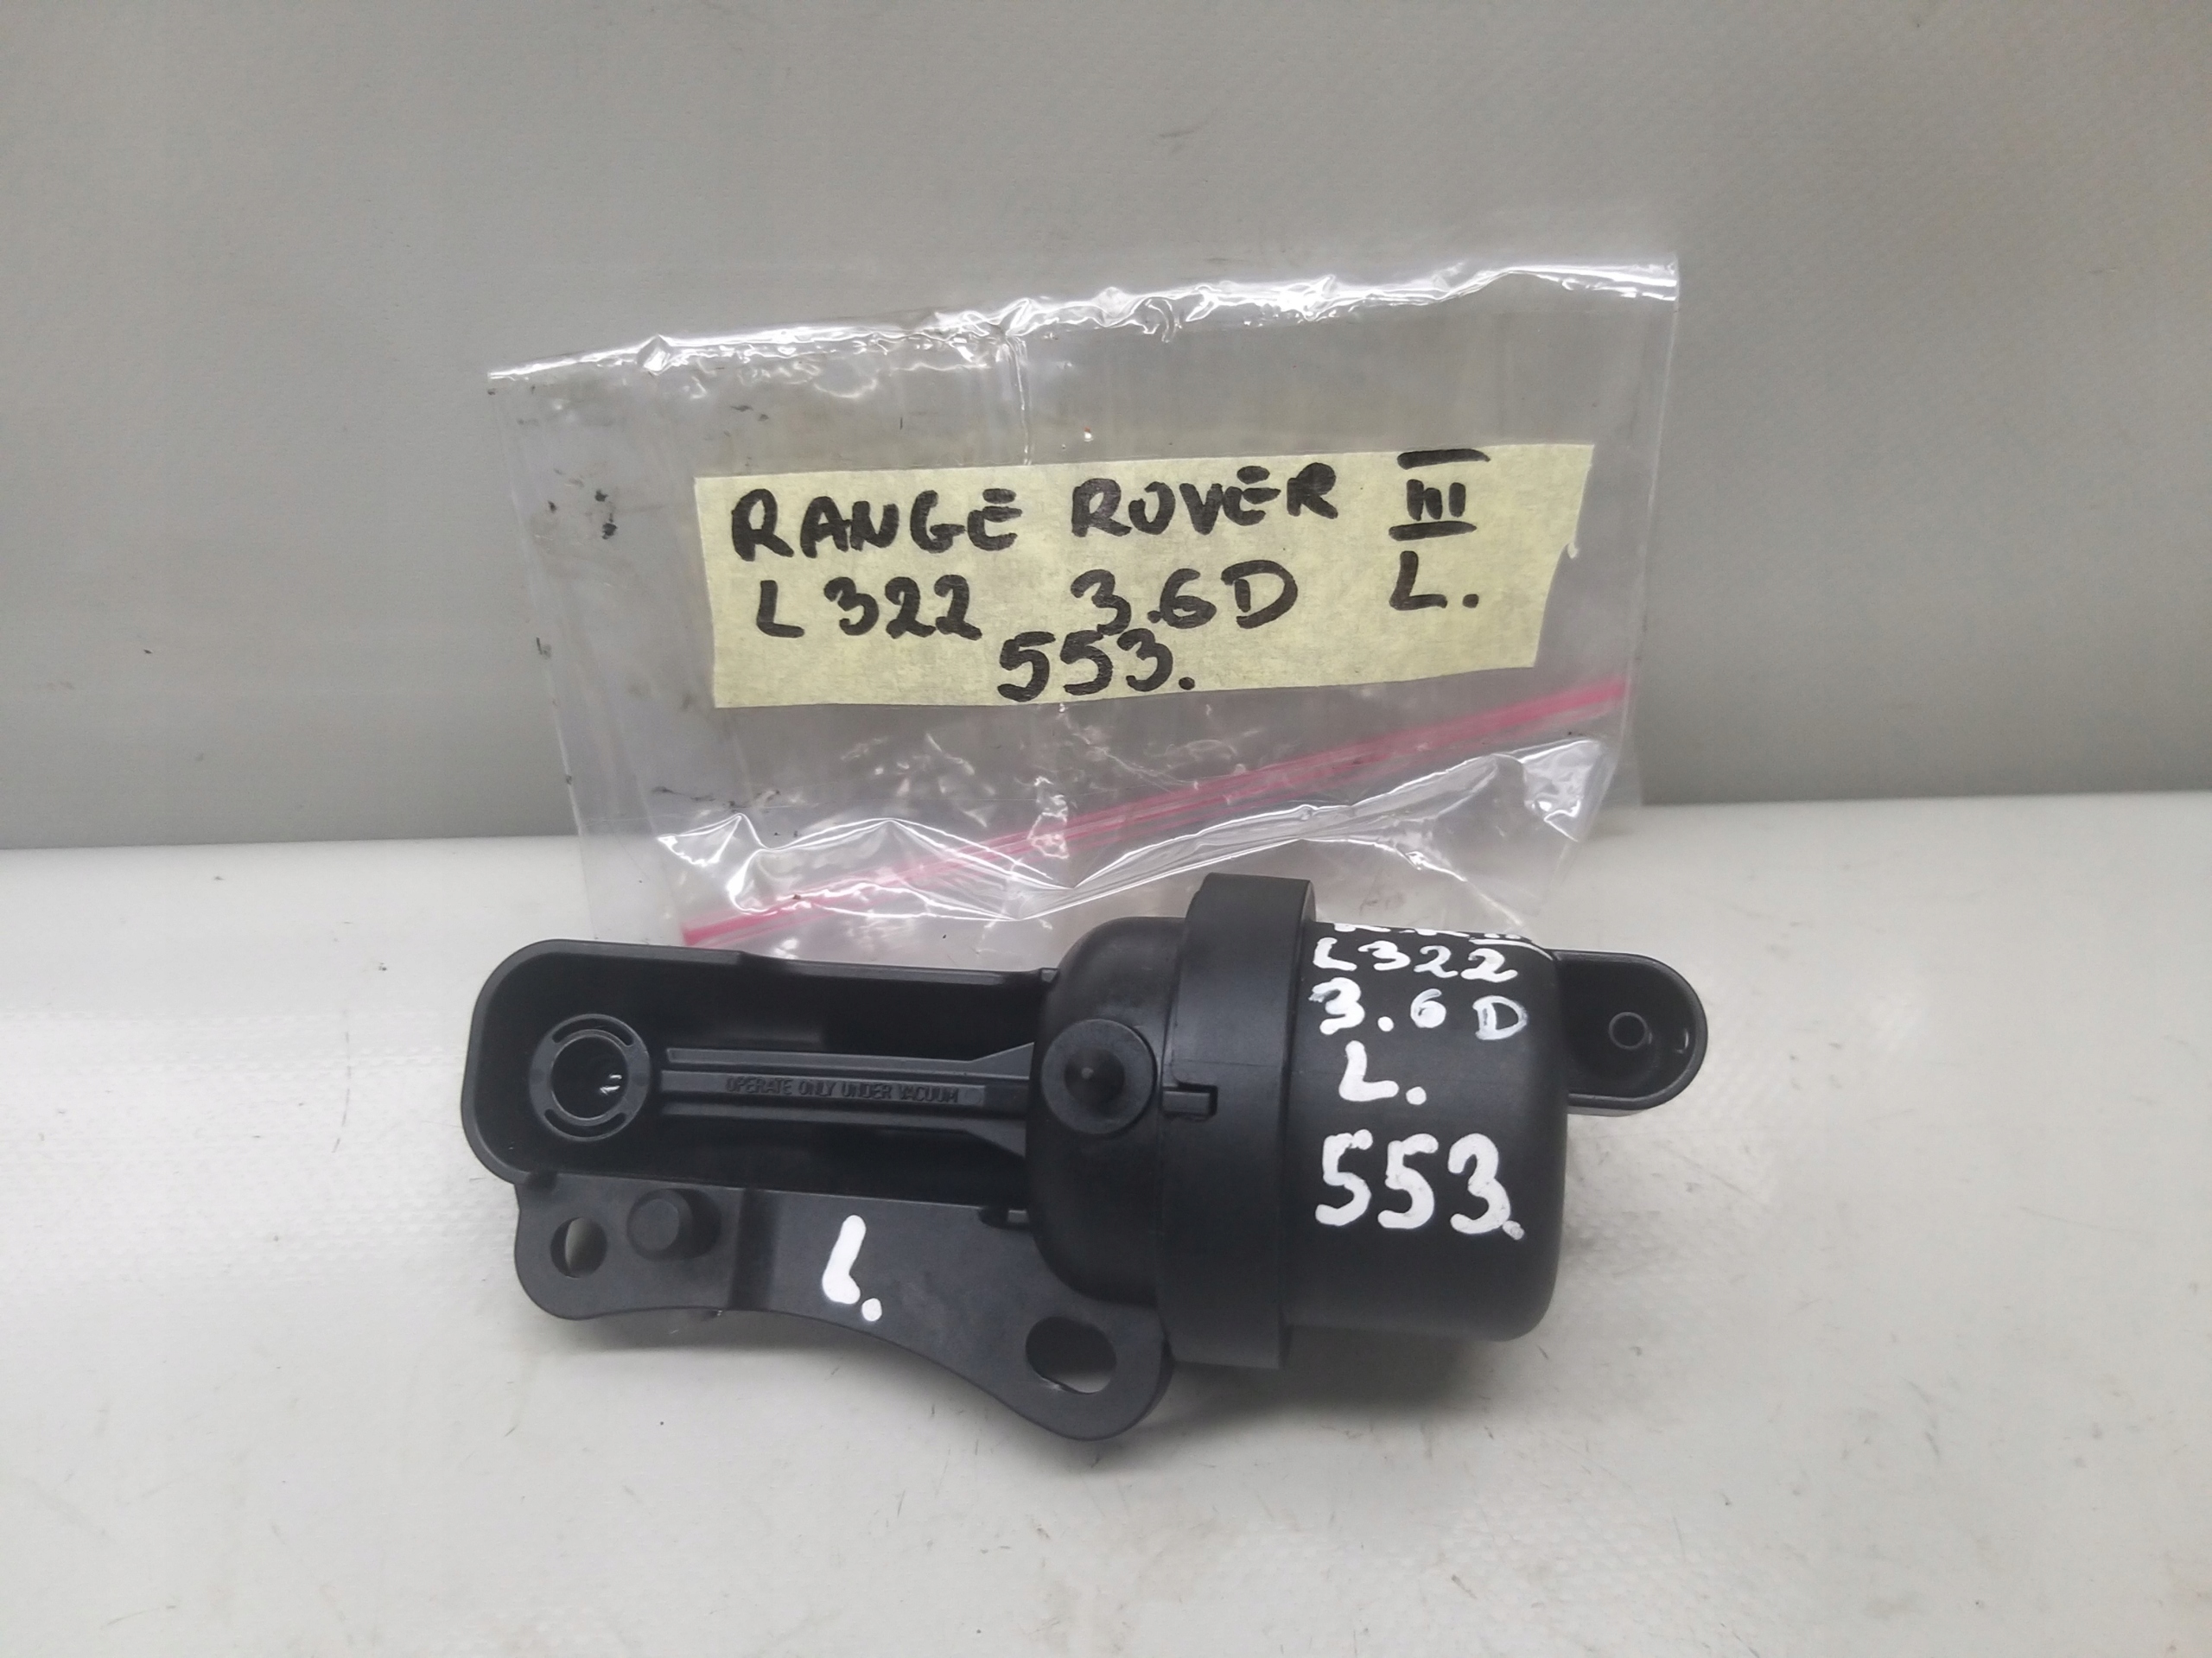 RANGE ROVER III
L322 3.6D L.
553.
L322
3.6D
L.
553.
OPERATE ONLY UNDER VACUUM
L.